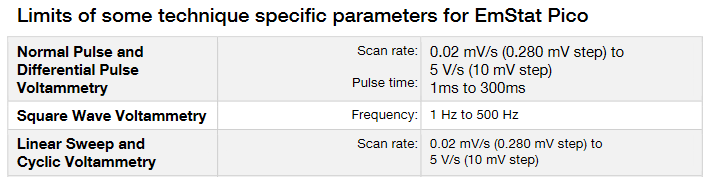 Limits of some technique specific parameters for EmStat Pico
Normal Pulse and
Differential Pulse
Voltammetry
Scan rate:
0.02 mV/s (0.280 mV step) to
5 V/s (10 mV step)
Pulse time:
1ms to 300ms
Square Wave Voltammetry
Frequency:
1 Hz to 500 Hz
Linear Sweep and
Cyclic Voltammetry
Scan rate:
0.02 mV/s (0.280 mV step) to
5 V/s (10 mV step)